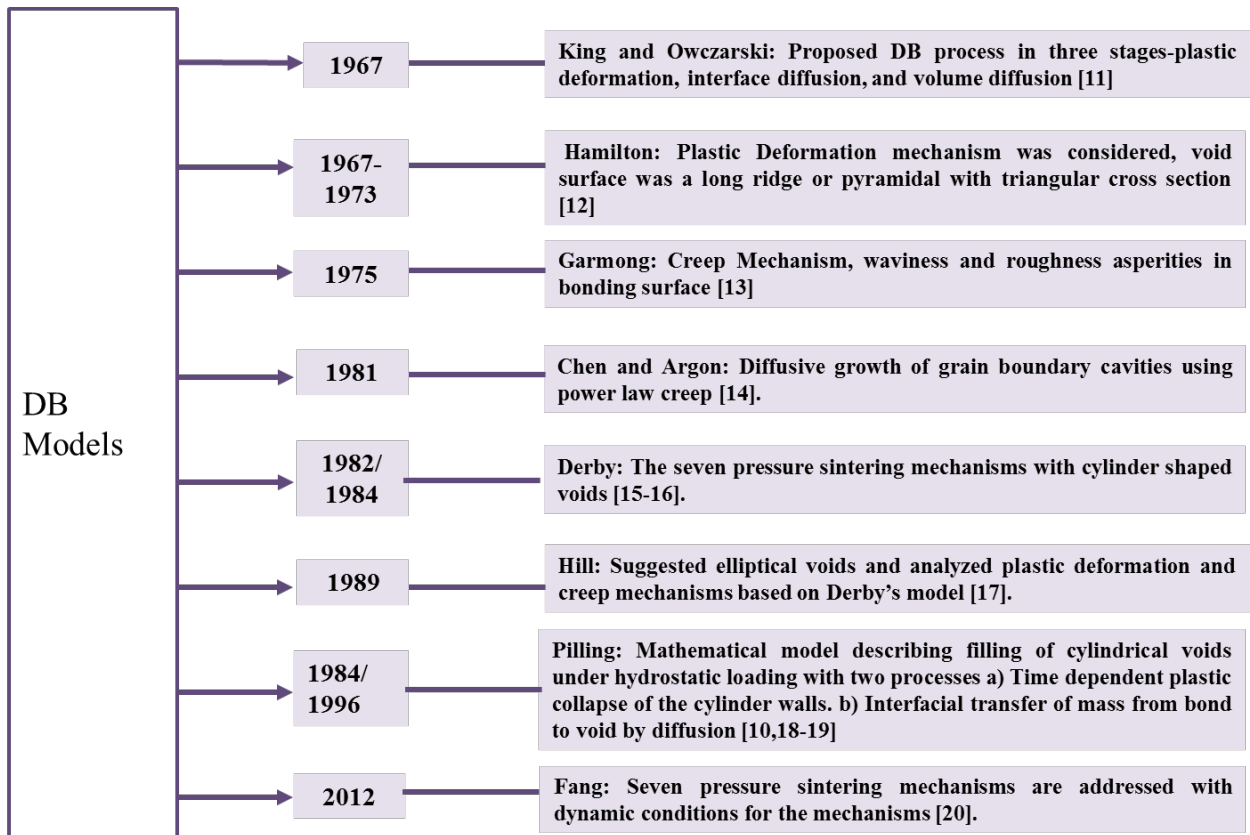 DB
Models
1967
King and Owczarski: Proposed DB process in three stages-plastic
deformation, interface diffusion, and volume diffusion [11]
1967-
1973
Hamilton: Plastic Deformation mechanism was considered, void
surface was a long ridge or pyramidal with triangular cross section
[12]
1975
Garmong: Creep Mechanism, waviness and roughness asperities in
bonding surface [13]
1981
Chen and Argon: Diffusive growth of grain boundary cavities using
power law creep [14].
1982/
1984
Derby: The seven pressure sintering mechanisms with cylinder shaped
voids [15-16].
1989
Hill: Suggested elliptical voids and analyzed plastic deformation and
creep mechanisms based on Derby’s model [17].
1984/
1996
Pilling: Mathematical model describing filling of cylindrical voids
under hydrostatic loading with two processes a) Time dependent plastic
collapse of the cylinder walls. b) Interfacial transfer of mass from bond
to void by diffusion [10,18-19]
2012
Fang: Seven pressure sintering mechanisms are addressed with
dynamic conditions for the mechanisms [20].